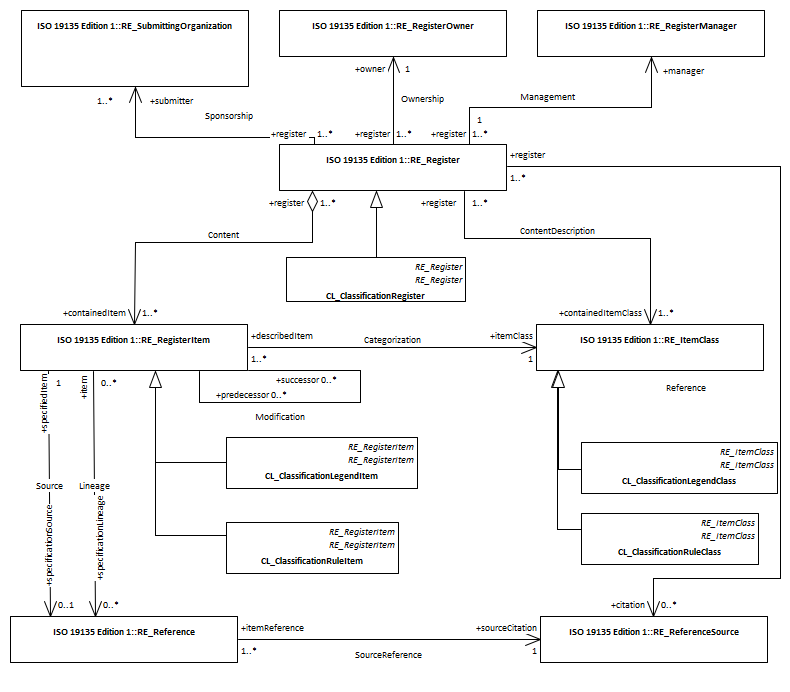 ISO 19135 Edition 1::RE_SubmittingOrganization
ISO 19135 Edition 1::RE_RegisterOwner
ISO 19135 Edition 1::RE_RegisterManager
+owner
1
+manager
1..*
+submitter
Ownership
Management
Sponsorship
1
+register
1..*
+register
1..*
+register
1..*
ISO 19135 Edition 1::RE_Register
+register
1..*
+register
1..*
+register
1..*
Content
ContentDescription
RE_Register
RE_Register
CL_ClassificationRegister
+containedItem
1..*
+containedItemClass
1..*
ISO 19135 Edition 1::RE_RegisterItem
+describedItem
1..*
Categorization
+itemClass
1
ISO 19135 Edition 1::RE_ItemClass
+specifiedItem
1
+item
0..*
+successor 0..*
+predecessor 0..*
Modification
Reference
RE_RegisterItem
RE_RegisterItem
CL_ClassificationLegendItem
RE_ItemClass
RE_ItemClass
CL_ClassificationLegendClass
Source
Lineage
RE_RegisterItem
RE_RegisterItem
CL_ClassificationRuleItem
RE_ItemClass
RE_ItemClass
CL_ClassificationRuleClass
+specificationSource
+specificationLineage
0..1
0..*
+citation
0..*
ISO 19135 Edition 1::RE_Reference
+itemReference
1..*
SourceReference
+sourceCitation
1
ISO 19135 Edition 1::RE_ReferenceSource